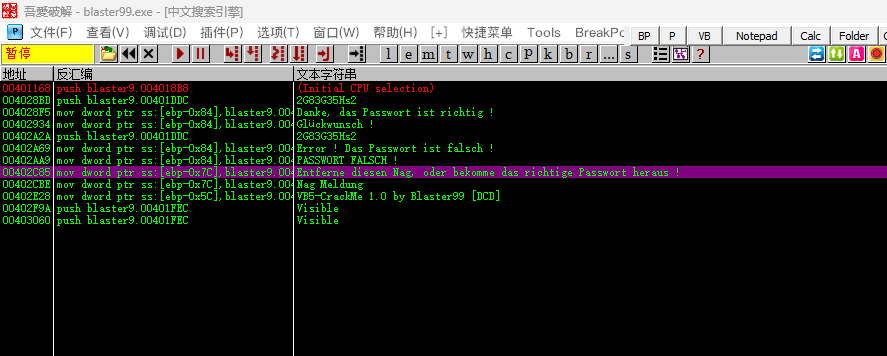 吾愛破解 - blaster99.exe - [中文搜索引擎]
P 文件(F) 查看(V) 调试(D) 插件(P) 选项(T) 窗口(W) 帮助(H) [+] 快捷菜单 Tools BreakPo BP P VB Notepad Calc Folder
暂停 l e m t w h c p k b r ... s ?
地址 反汇编 文本字符串
00401168 push blaster9.004018B8 (Initial CPU selection)
004028BD push blaster9.00401DDC 2G83G35Hs2
004028F5 mov dword ptr ss:[ebp-0x84],blaster9.004 Danke, das Passwort ist richtig !
00402934 mov dword ptr ss:[ebp-0x84],blaster9.004 Glückwunsch !
00402A2A push blaster9.00401DDC 2G83G35Hs2
00402A69 mov dword ptr ss:[ebp-0x84],blaster9.004 Error ! Das Passwort ist falsch !
00402AA9 mov dword ptr ss:[ebp-0x84],blaster9.004 PASSWORT FALSCH !
00402C85 mov dword ptr ss:[ebp-0x7C],blaster9.004 Entferne diesen Nag, oder bekomme das richtige Passwort heraus !
00402CBE mov dword ptr ss:[ebp-0x7C],blaster9.004 Nag Meldung
00402E28 mov dword ptr ss:[ebp-0x5C],blaster9.004 VB5-CrackMe 1.0 by Blaster99 [DCD]
00402F9A push blaster9.00401FEC Visible
00403060 push blaster9.00401FEC Visible